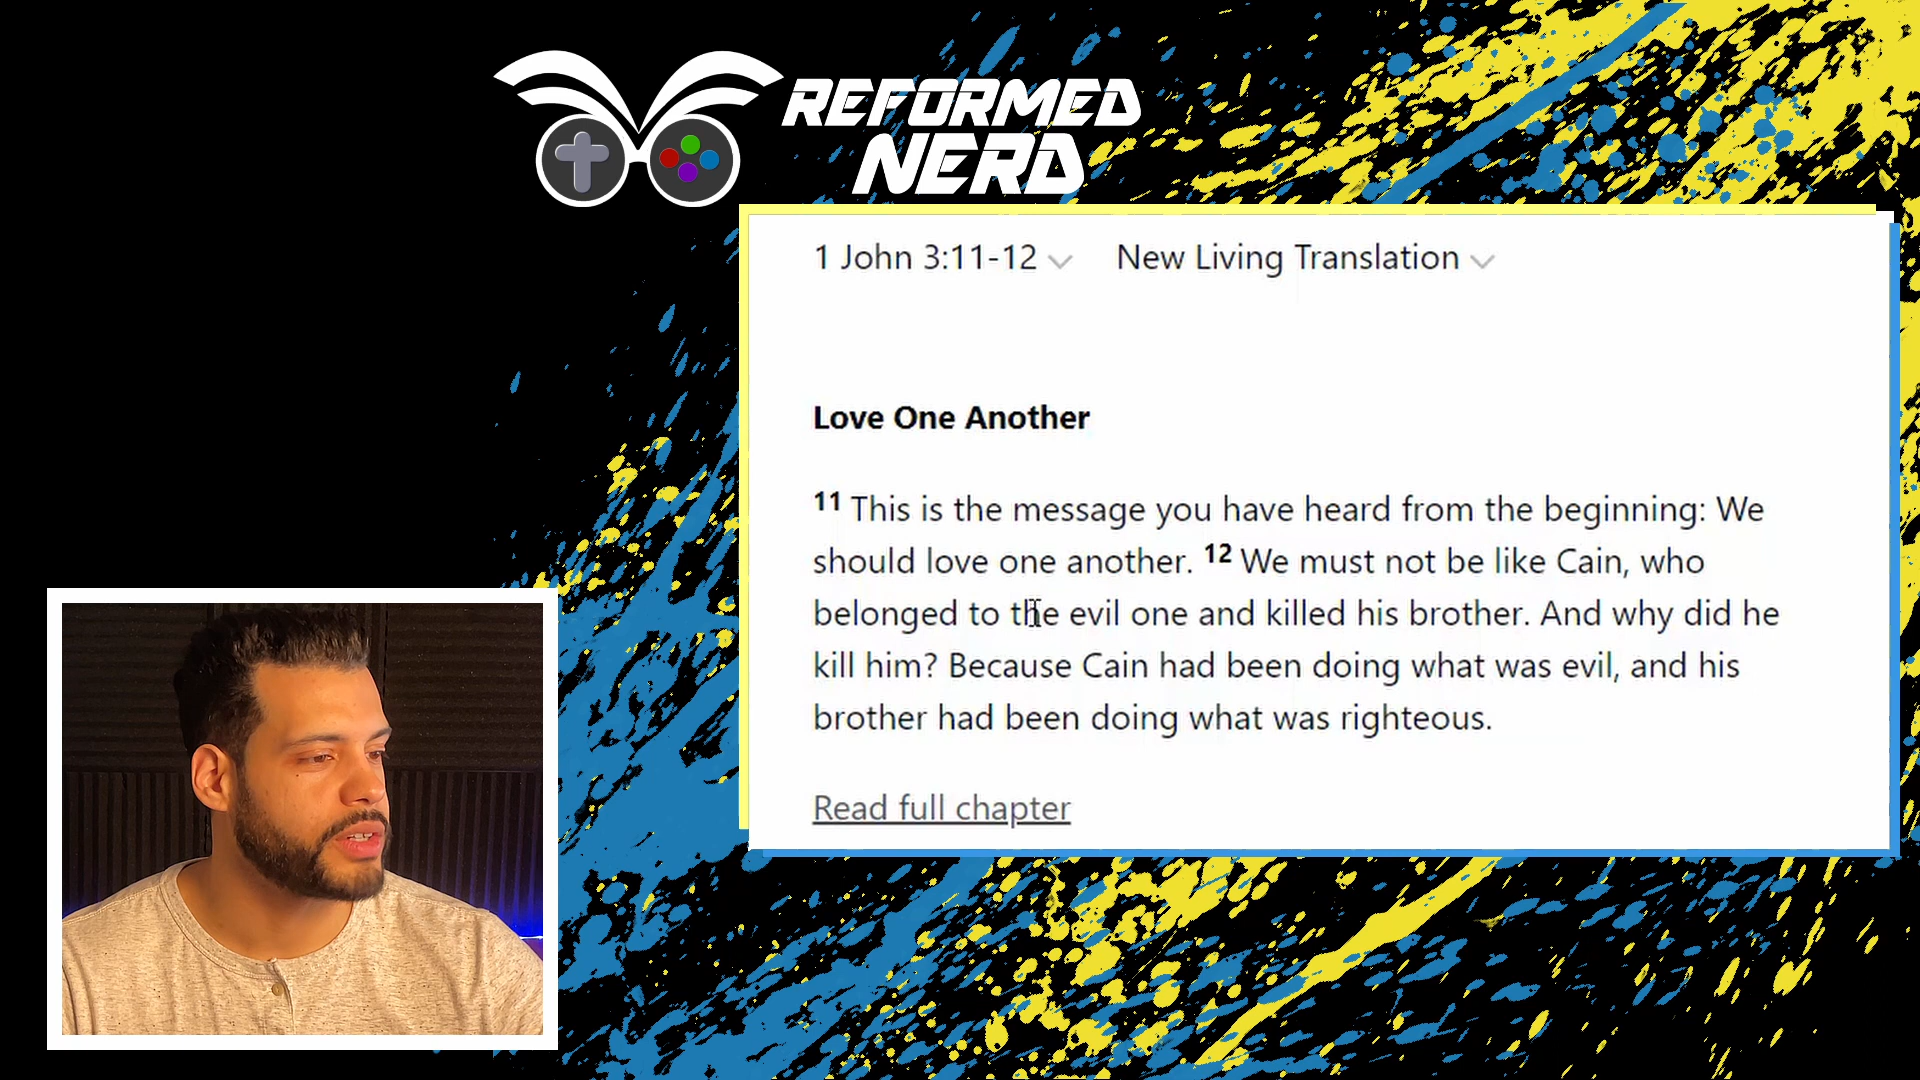 REFORMED
NERD
1 John 3:11-12 New Living Translation
Love One Another
11 This is the message you have heard from the beginning: We
should love one another. 12 We must not be like Cain, who
belonged to the evil one and killed his brother. And why did he
kill him? Because Cain had been doing what was evil, and his
brother had been doing what was righteous.
Read full chapter